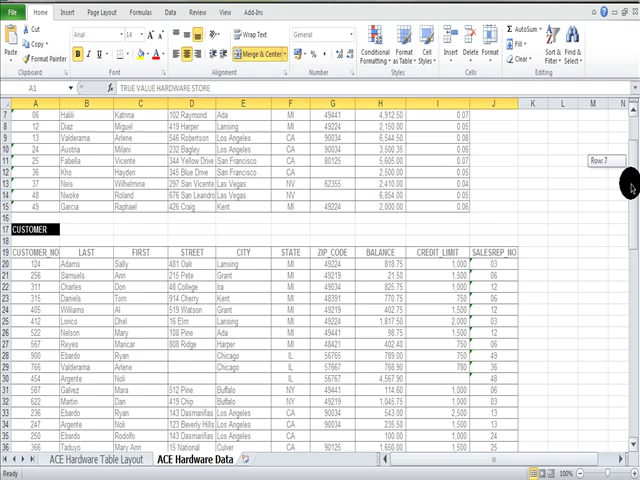 File Home Insert Page Layout Formulas Data Review View Add-Ins
Cut Arial Wrap Text General AutoSum
Paste Copy B I U Merge & Center $ % , Conditional Formatting Format as Table Cell Styles Insert Delete Format Fill Sort & Filter Find & Select
Format Painter Clear
Clipboard Font Alignment Number Styles Cells Editing
A1 fx TRUE VALUE HARDWARE STORE
A B C D E F G H I J K L M N
7 06 Halili Katrina 102 Raymond Ada MI 49441 4,912.50 0.07
8 12 Diaz Miguel 419 Harper Lansing MI 49224 2,150.00 0.05
9 13 Valderama Arlene 546 Robertson Los Angeles CA 90034 6,544.50 0.08
10 24 Austria Milani 232 Bagley Los Angeles CA 90034 3,500.35 0.06
11 25 Fabella Vicente 344 Yellow Drive San Francisco CA 80125 5,605.00 0.07
12 36 Kho Hayden 345 Blue Drive San Francisco CA 2,500.00 0.05
13 37 Neis Wilhelmina 297 San Vicente Las Vegas NV 62355 2,410.00 0.04
14 48 Nwoke Roland 676 San Leandro Las Vegas NV 6,854.00 0.05
15 49 Garcia Raphael 426 Craig Kent MI 49224 2,000.00 0.06
Row: 7
16
17 CUSTOMER
18
19 CUSTOMER_NO LAST FIRST STREET CITY STATE ZIP_CODE BALANCE CREDIT_LIMIT SALESREP_NO
20 124 Adams Sally 481 Oak Lansing MI 49224 818.75 1,000 03
21 256 Samuels Ann 215 Pete Grant MI 49219 21.50 1,500 06
22 311 Charles Don 48 College Ira MI 49034 825.75 1,000 12
23 315 Daniels Tom 914 Cherry Kent MI 48391 770.75 750 06
24 405 Williams Al 519 Watson Grant MI 49219 402.75 1,500 12
25 412 Lorico Dhel 16 Elm Lansing MI 49224 1,817.50 2,000 03
26 522 Nelson Mary 108 Pine Ada MI 49441 98.75 1,500 12
27 567 Reyes Maricar 808 Ridge Harper MI 48421 402.40 750 06
28 900 Ebardo Ryan Chicago IL 56765 789.00 750 49
29 766 Valderama Arlene Chicago IL 57667 768.90 780 36
30 454 Argente Noli IL 56767 4,567.90 48
31 587 Galvez Mara 512 Pine Buffalo NY 49441 114.60 1,000 06
32 622 Martin Dan 419 Chip Buffalo NY 1,045.75 1,000 03
33 236 Ebardo Ryan 143 Dasmariñas Los Angeles CA 90034 543.00 2,500 13
34 247 Argente Noli 123 Beverly Hills Los Angeles CA 90034 235.50 1,500 13
35 250 Ebardo Rodolfo 143 Dasmariñas Los Angeles CA 100.00 1,000 24
36 366 Taduyo Mary Ann 15 National Culver CA 90125 1,650.00 1,500 25
ACE Hardware Table Layout ACE Hardware Data
Ready 100%